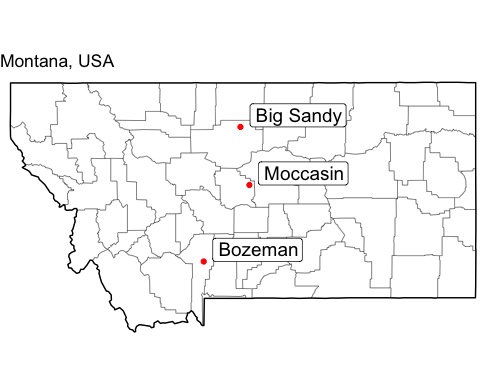 Montana, USA
Big Sandy
Moccasin
Bozeman